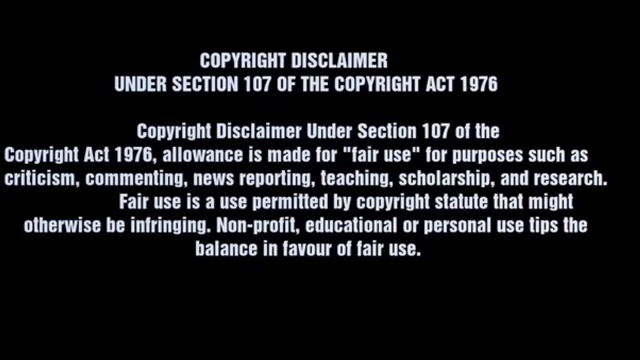 COPYRIGHT DISCLAIMER
UNDER SECTION 107 OF THE COPYRIGHT ACT 1976
Copyright Disclaimer Under Section 107 of the
Copyright Act 1976, allowance is made for "fair use" for purposes such as
criticism, commenting, news reporting, teaching, scholarship, and research.
Fair use is a use permitted by copyright statute that might
otherwise be infringing. Non-profit, educational or personal use tips the
balance in favour of fair use.